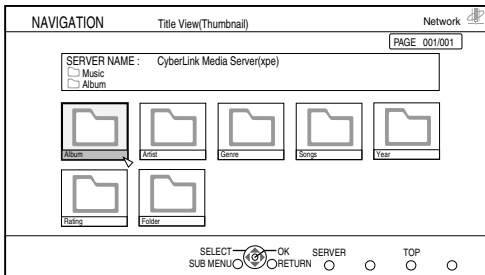 NAVIGATION Title View(Thumbnail) Network
PAGE 001/001
SERVER NAME : CyberLink Media Server(xpe)
Music
Album
Album Artist Genre Songs Year
Rating Folder
SELECT OK SERVER TOP
SUB MENU RETURN